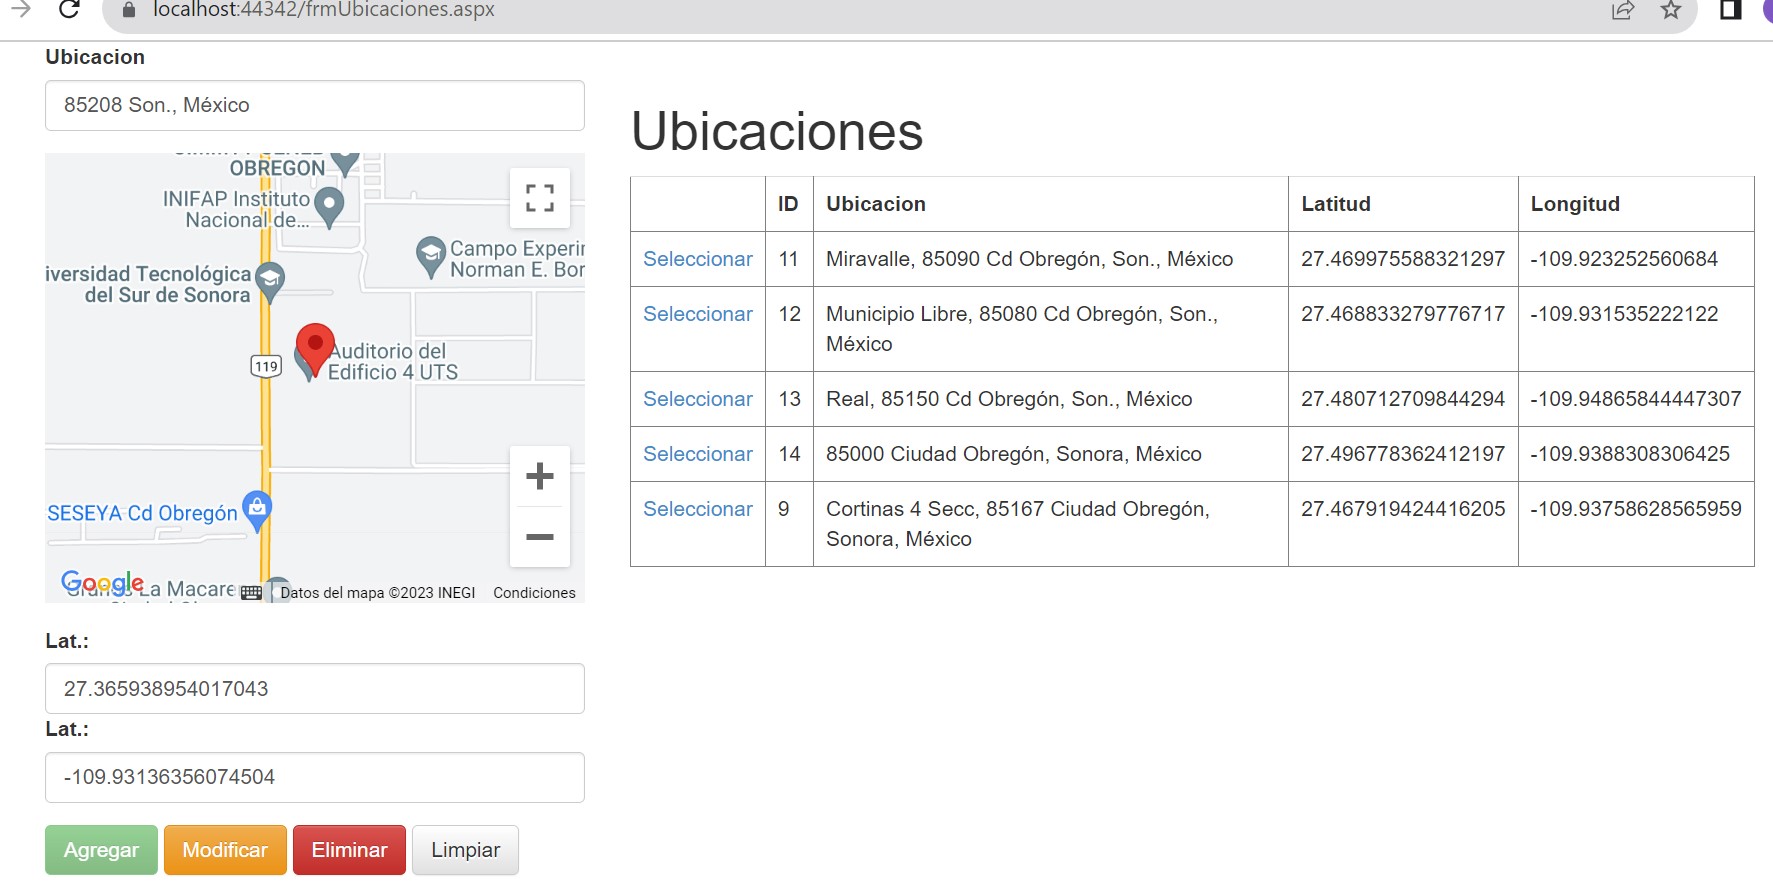 localhost:44342/frmUbicaciones.aspx
Ubicacion
85208 Son., México
OBREGON
INIFAP Instituto
Nacional de...
Campo Experin
Norman E. Bor
iversidad Tecnológica
del Sur de Sonora
Auditorio del
Edificio 4 UTS
119
SESEYA Cd Obregón
Google
La Macare
Datos del mapa ©2023 INEGI
Condiciones
Lat.:
27.365938954017043
Lat.:
-109.93136356074504
Agregar
Modificar
Eliminar
Limpiar
Ubicaciones
ID Ubicacion Latitud Longitud
Seleccionar 11 Miravalle, 85090 Cd Obregón, Son., México 27.469975588321297 -109.923252560684
Seleccionar 12 Municipio Libre, 85080 Cd Obregón, Son., 27.468833279776717 -109.931535222122
México
Seleccionar 13 Real, 85150 Cd Obregón, Son., México 27.480712709844294 -109.94865844447307
Seleccionar 14 85000 Ciudad Obregón, Sonora, México 27.496778362412197 -109.9388308306425
Seleccionar 9 Cortinas 4 Secc, 85167 Ciudad Obregón, 27.467919424416205 -109.93758628565959
Sonora, México